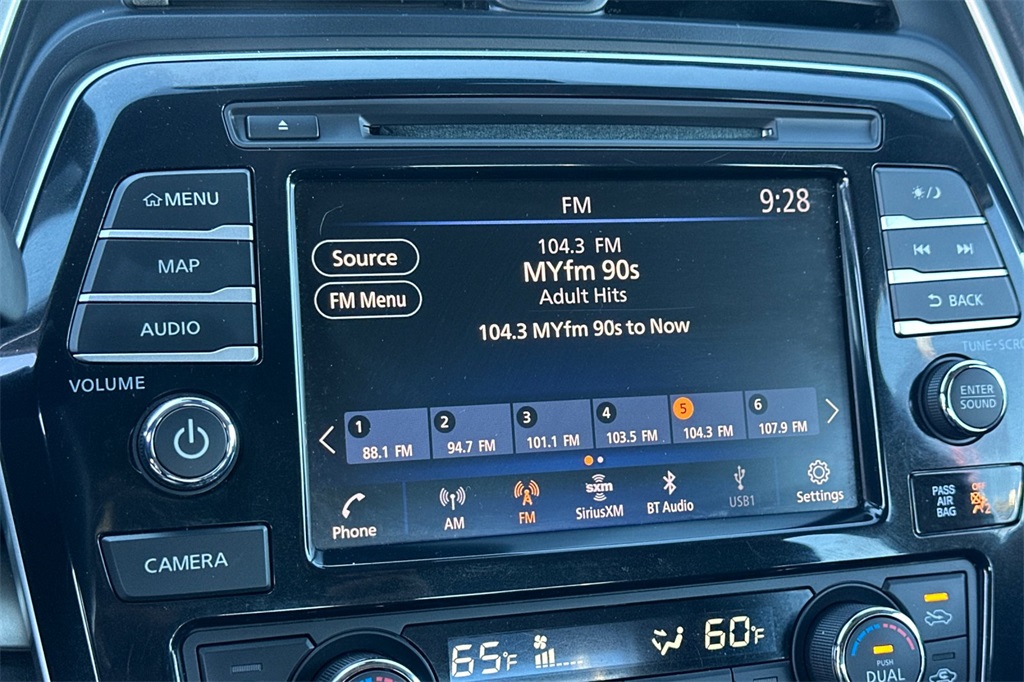 MENU
MAP
AUDIO
VOLUME
CAMERA
FM
9:28
Source
FM Menu
104.3 FM
MYfm 90s
Adult Hits
104.3 MYfm 90s to Now
1 88.1 FM
2 94.7 FM
3 101.1 FM
4 103.5 FM
5 104.3 FM
6 107.9 FM
Phone
AM
FM
sxm
SiriusXM
BT Audio
USB1
Settings
BACK
TUNE·SCRO
ENTER
SOUND
PASS
AIR
BAG
OFF
2
65°F
60°F
PUSH
DUAL